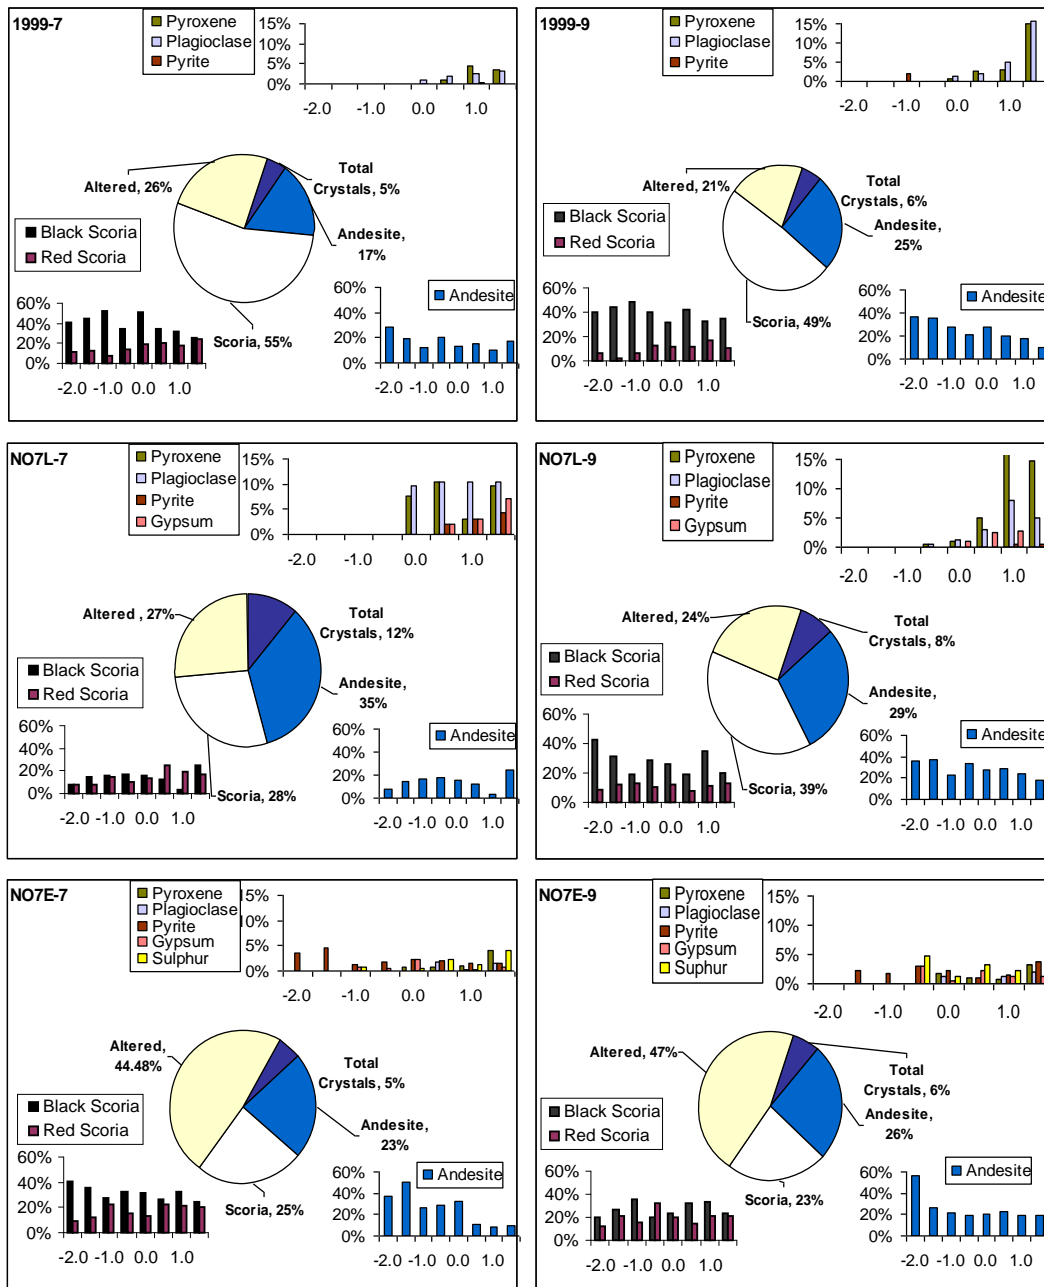 1999-7
Pyroxene
Plagioclase
Pyrite
15%
10%
5%
0%
-2.0 -1.0 0.0 1.0
Altered, 26%
Total
Crystals, 5%
Andesite,
17%
Scoria, 55%
Black Scoria
Red Scoria
60%
40%
20%
0%
-2.0 -1.0 0.0 1.0
Andesite
60%
40%
20%
0%
-2.0 -1.0 0.0 1.0
1999-9
Pyroxene
Plagioclase
Pyrite
15%
10%
5%
0%
-2.0 -1.0 0.0 1.0
Altered, 21%
Total
Crystals, 6%
Andesite,
25%
Scoria, 49%
Black Scoria
Red Scoria
60%
40%
20%
0%
-2.0 -1.0 0.0 1.0
Andesite
60%
40%
20%
0%
-2.0 -1.0 0.0 1.0
NO7L-7
Pyroxene
Plagioclase
Pyrite
Gypsum
15%
10%
5%
0%
-2.0 -1.0 0.0 1.0
Altered , 27%
Total
Crystals, 12%
Andesite,
35%
Scoria, 28%
Black Scoria
Red Scoria
60%
40%
20%
0%
-2.0 -1.0 0.0 1.0
Andesite
60%
40%
20%
0%
-2.0 -1.0 0.0 1.0
NO7L-9
Pyroxene
Plagioclase
Pyrite
Gypsum
15%
10%
5%
0%
-2.0 -1.0 0.0 1.0
Altered, 24%
Total
Crystals, 8%
Andesite,
29%
Scoria, 39%
Black Scoria
Red Scoria
60%
40%
20%
0%
-2.0 -1.0 0.0 1.0
Andesite
60%
40%
20%
0%
-2.0 -1.0 0.0 1.0
NO7E-7
Pyroxene
Plagioclase
Pyrite
Gypsum
Sulphur
15%
10%
5%
0%
-2.0 -1.0 0.0 1.0
Altered,
44.48%
Total
Crystals, 5%
Andesite,
23%
Scoria, 25%
Black Scoria
Red Scoria
60%
40%
20%
0%
-2.0 -1.0 0.0 1.0
Andesite
60%
40%
20%
0%
-2.0 -1.0 0.0 1.0
NO7E-9
Pyroxene
Plagioclase
Pyrite
Gypsum
Suphur
15%
10%
5%
0%
-2.0 -1.0 0.0 1.0
Altered, 47%
Total
Crystals, 6%
Andesite,
26%
Scoria, 23%
Black Scoria
Red Scoria
60%
40%
20%
0%
-2.0 -1.0 0.0 1.0
Andesite
60%
40%
20%
0%
-2.0 -1.0 0.0 1.0